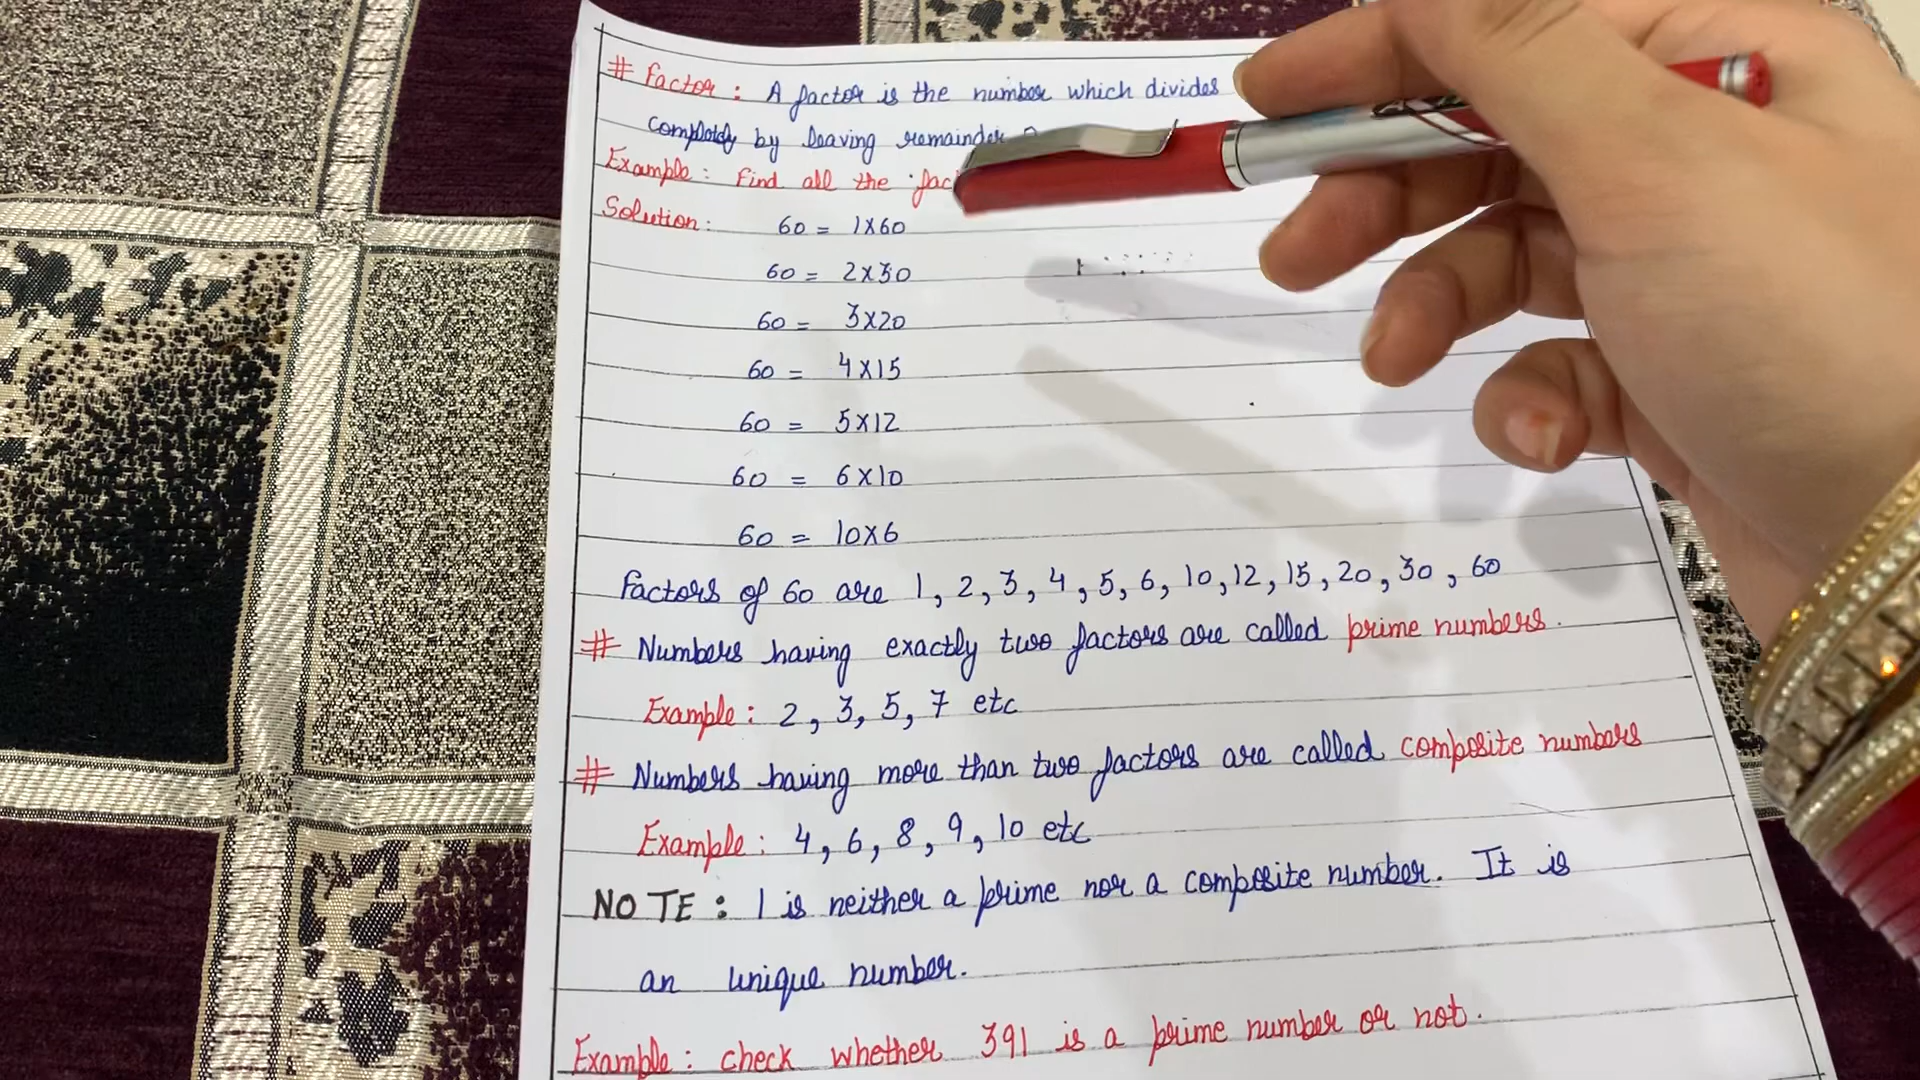 # Factor: A factor is the number which divides
completely by leaving remainder
Example: Find all the
Solution: 60 = 1X60
60 = 2X30
60 = 3X20
60 = 4X15
60 = 5X12
60 = 6X10
60 = 10X6
Factors of 60 are 1, 2, 3, 4, 5, 6, 10, 12, 15, 20, 30, 60
# Numbers having exactly two factors are called prime numbers.
Example: 2, 3, 5, 7 etc
# Numbers having more than two factors are called composite numbers
Example: 4, 6, 8, 9, 10 etc
NOTE: 1 is neither a prime nor a composite number. It is
an unique number.
Example: check whether 391 is a prime number or not.